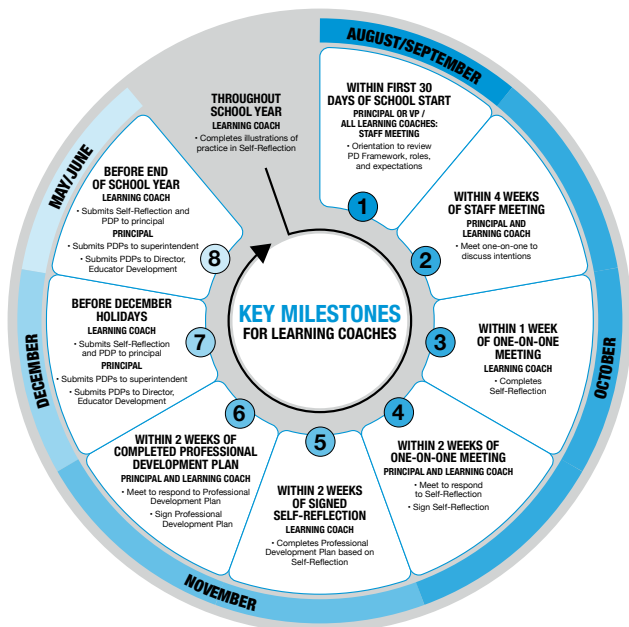 KEY MILESTONES
FOR LEARNING COACHES
AUGUST/SEPTEMBER
WITHIN FIRST 30
DAYS OF SCHOOL START
PRINCIPAL OR VP /
ALL LEARNING COACHES:
STAFF MEETING
• Orientation to review
PD Framework, roles,
and expectations
1
WITHIN 4 WEEKS
OF STAFF MEETING
PRINCIPAL
AND LEARNING COACH
• Meet one-on-one to
discuss intentions
2
OCTOBER
WITHIN 1 WEEK
OF ONE-ON-ONE
MEETING
LEARNING COACH
• Completes
Self-Reflection
3
WITHIN 2 WEEKS OF
ONE-ON-ONE MEETING
PRINCIPAL AND LEARNING COACH
• Meet to respond
to Self-Reflection
• Sign Self-Reflection
4
NOVEMBER
WITHIN 2 WEEKS
OF SIGNED
SELF-REFLECTION
LEARNING COACH
• Completes Professional
Development Plan based on
Self-Reflection
5
WITHIN 2 WEEKS OF
COMPLETED PROFESSIONAL
DEVELOPMENT PLAN
PRINCIPAL AND LEARNING COACH
• Meet to respond to Professional
Development Plan
• Sign Professional
Development Plan
6
DECEMBER
BEFORE DECEMBER
HOLIDAYS
LEARNING COACH
• Submits Self-Reflection
and PDP to principal
PRINCIPAL
• Submits PDPs to superintendent
• Submits PDPs to Director,
Educator Development
7
MAY/JUNE
BEFORE END
OF SCHOOL YEAR
LEARNING COACH
• Submits Self-Reflection and
PDP to principal
PRINCIPAL
• Submits PDPs to superintendent
• Submits PDPs to Director,
Educator Development
8
THROUGHOUT
SCHOOL YEAR
LEARNING COACH
• Completes illustrations of
practice in Self-Reflection